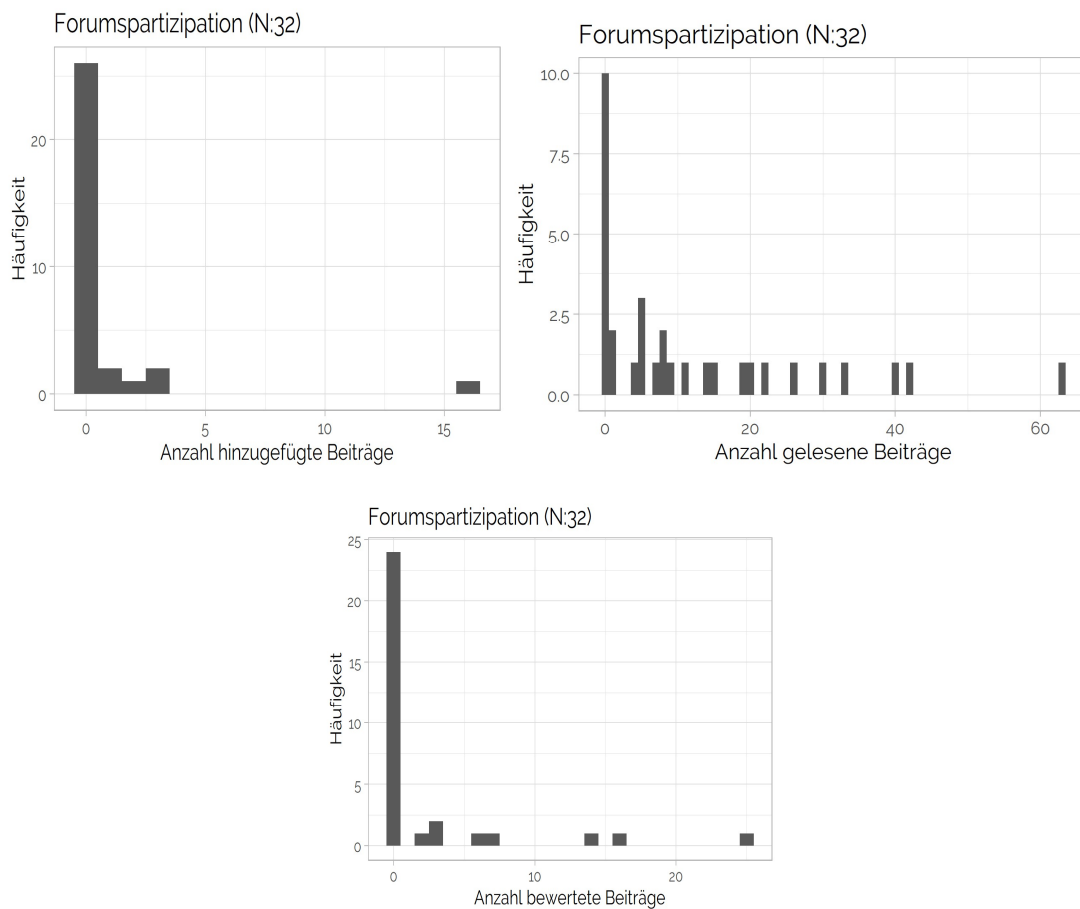 Forumspartizipation (N:32)
Häufigkeit
20
10
0
0 5 10 15
Anzahl hinzugefügte Beiträge
Forumspartizipation (N:32)
Häufigkeit
10.0
7.5
5.0
2.5
0.0
0 20 40 60
Anzahl gelesene Beiträge
Forumspartizipation (N:32)
Häufigkeit
25
20
15
10
5
0
0 10 20
Anzahl bewertete Beiträge